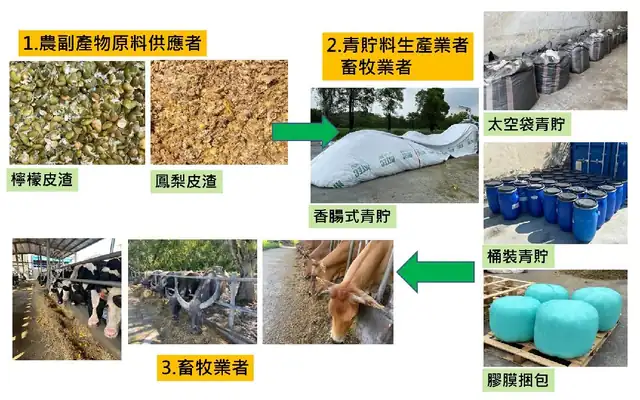 1.農副產物原料供應者
檸檬皮渣
鳳梨皮渣
2.青貯料生產業者
畜牧業者
香腸式青貯
太空袋青貯
桶裝青貯
膠膜捆包
3.畜牧業者